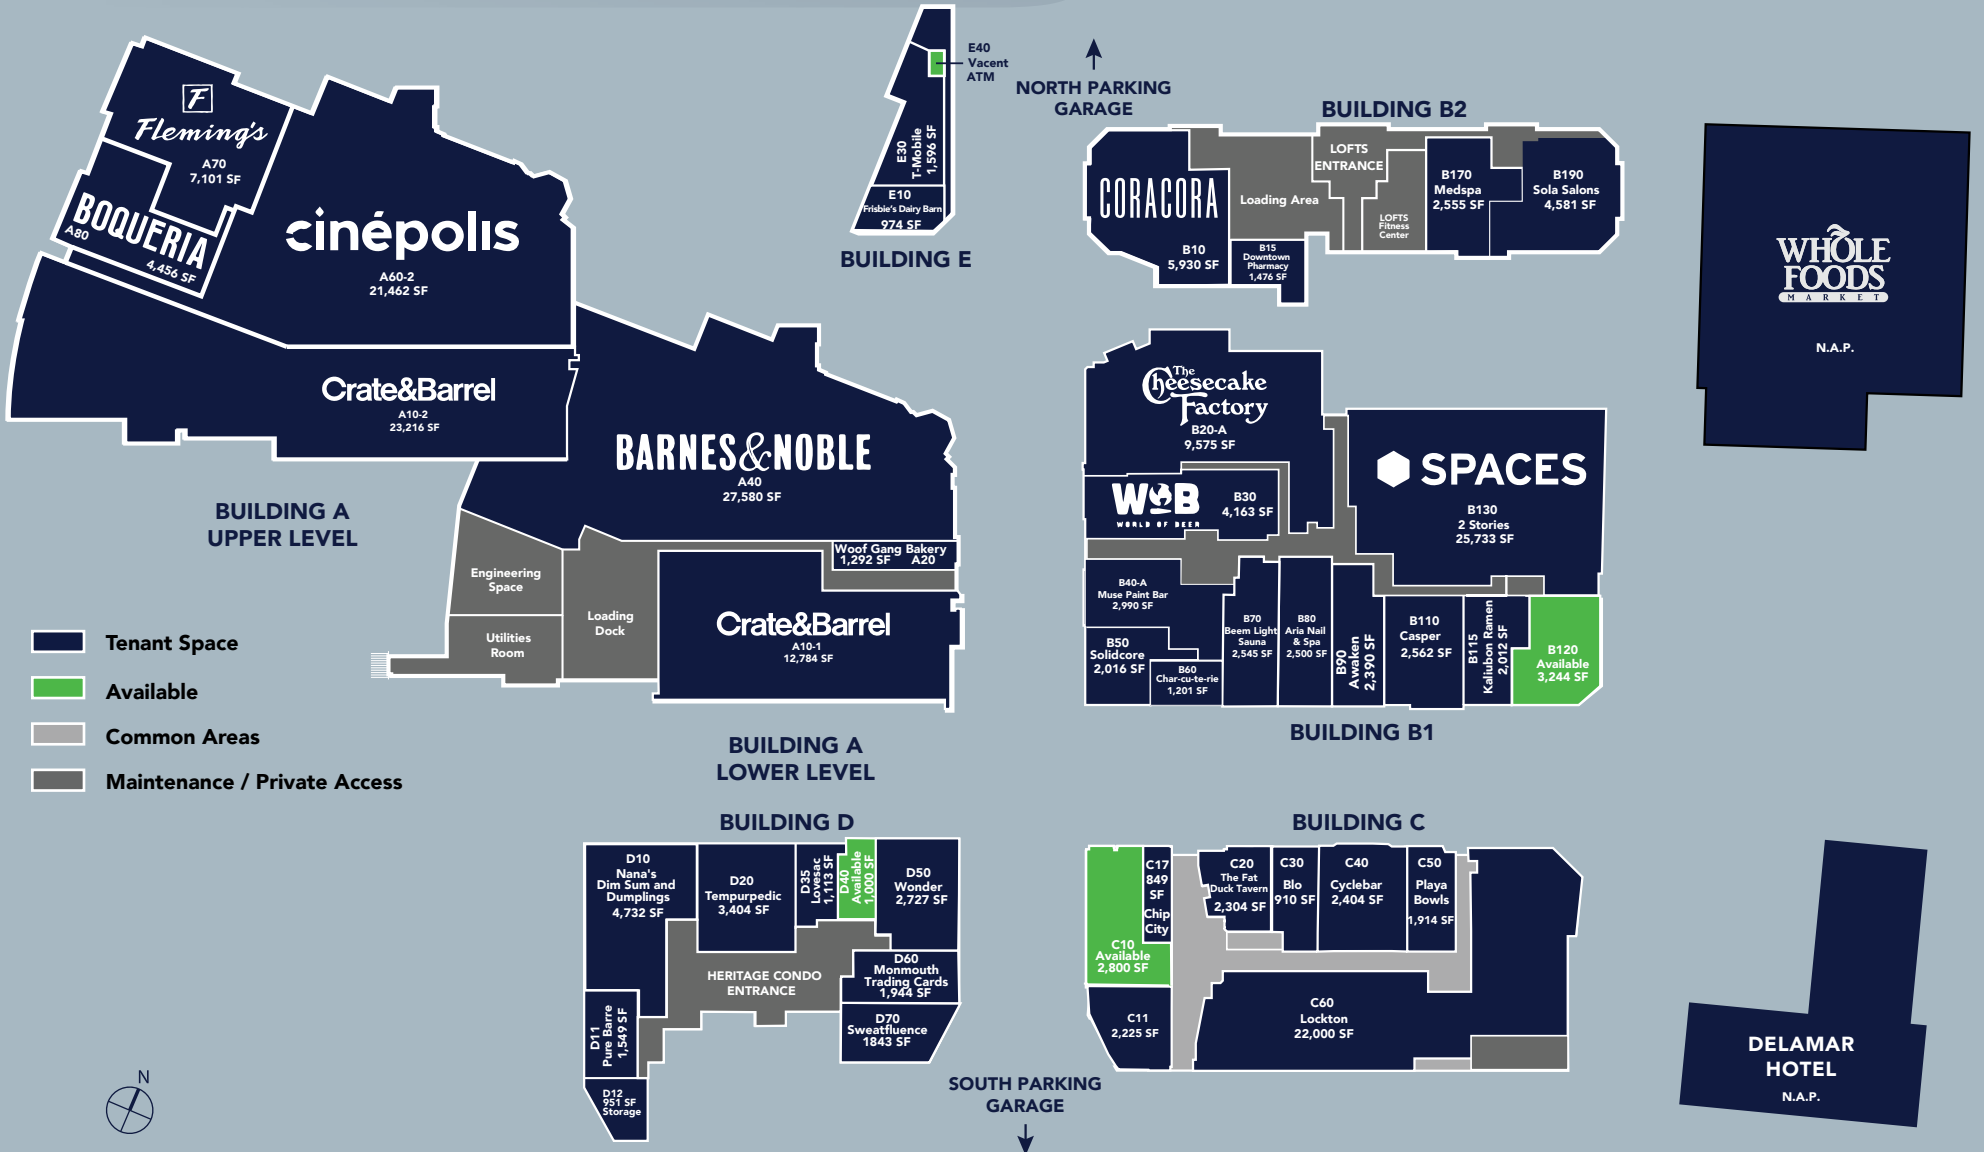 F
Fleming's
A70
7,101 SF
BOQUERIA
A80
4,456 SF
cinépolis
A60-2
21,462 SF
Crate&Barrel
A10-2
23,216 SF
BUILDING A
UPPER LEVEL
BARNES&NOBLE
A40
27,580 SF
Woof Gang Bakery
1,292 SF A20
Engineering
Space
Utilities
Room
Loading
Dock
Crate&Barrel
A10-1
12,784 SF
BUILDING A
LOWER LEVEL
E40
Vacent
ATM
E30
T-Mobile
1,596 SF
E10
Frisbie's Dairy Barn
974 SF
BUILDING E
NORTH PARKING
GARAGE
BUILDING B2
CORACORA
B10
5,930 SF
Loading Area
LOFTS
ENTRANCE
LOFTS
Fitness
Center
B15
Downtown
Pharmacy
1,476 SF
B170
Medspa
2,555 SF
B190
Sola Salons
4,581 SF
WHOLE
FOODS
MARKET
N.A.P.
The
Cheesecake
Factory
B20-A
9,575 SF
WOB
WORLD OF BEER
B30
4,163 SF
SPACES
B130
2 Stories
25,733 SF
B40-A
Muse Paint Bar
2,990 SF
B50
Solidcore
2,016 SF
B60
Char-cu-te-rie
1,201 SF
B70
Beem Light
Sauna
2,545 SF
B80
Aria Nail
& Spa
2,500 SF
B90
Awaken
2,390 SF
B110
Casper
2,562 SF
B115
Kaliubon Ramen
2,012 SF
B120
Available
3,244 SF
BUILDING B1
Tenant Space
Available
Common Areas
Maintenance / Private Access
BUILDING D
D10
Nana's
Dim Sum and
Dumplings
4,732 SF
D20
Tempurpedic
3,404 SF
D35
Lovesac
1,113 SF
D40
Available
1,000 SF
D50
Wonder
2,727 SF
HERITAGE CONDO
ENTRANCE
D60
Monmouth
Trading Cards
1,944 SF
D70
Sweatfluence
1843 SF
D11
Pure Barre
1,549 SF
D12
951 SF
Storage
BUILDING C
C10
Available
2,800 SF
C17
849
SF
Chip
City
C11
2,225 SF
C20
The Fat
Duck Tavern
2,304 SF
C30
Blo
910 SF
C40
Cyclebar
2,404 SF
C50
Playa
Bowls
1,914 SF
C60
Lockton
22,000 SF
SOUTH PARKING
GARAGE
DELAMAR
HOTEL
N.A.P.
N